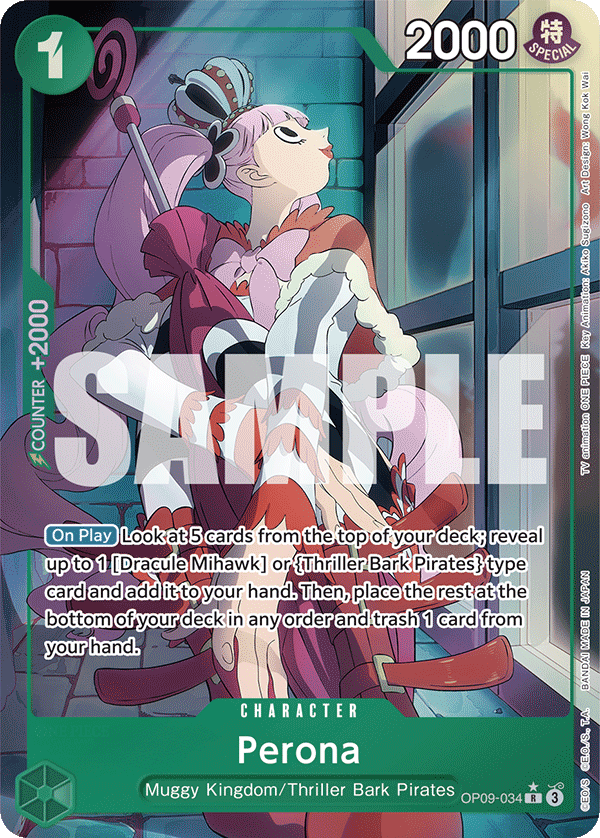 1
2000
特
SPECIAL
COUNTER +2000
TV animation ONE PIECE Key Animation: Akiko Sugizono Art Design: Wong Kok Wai
SAMPLE
On Play Look at 5 cards from the top of your deck; reveal
up to 1 [Dracule Mihawk] or {Thriller Bark Pirates} type
card and add it to your hand. Then, place the rest at the
bottom of your deck in any order and trash 1 card from
your hand.
©E.O/S ©E.O./S., T.A. BANDAI MADE IN JAPAN
CHARACTER
Perona
Muggy Kingdom/Thriller Bark Pirates
OP09-034 R 3